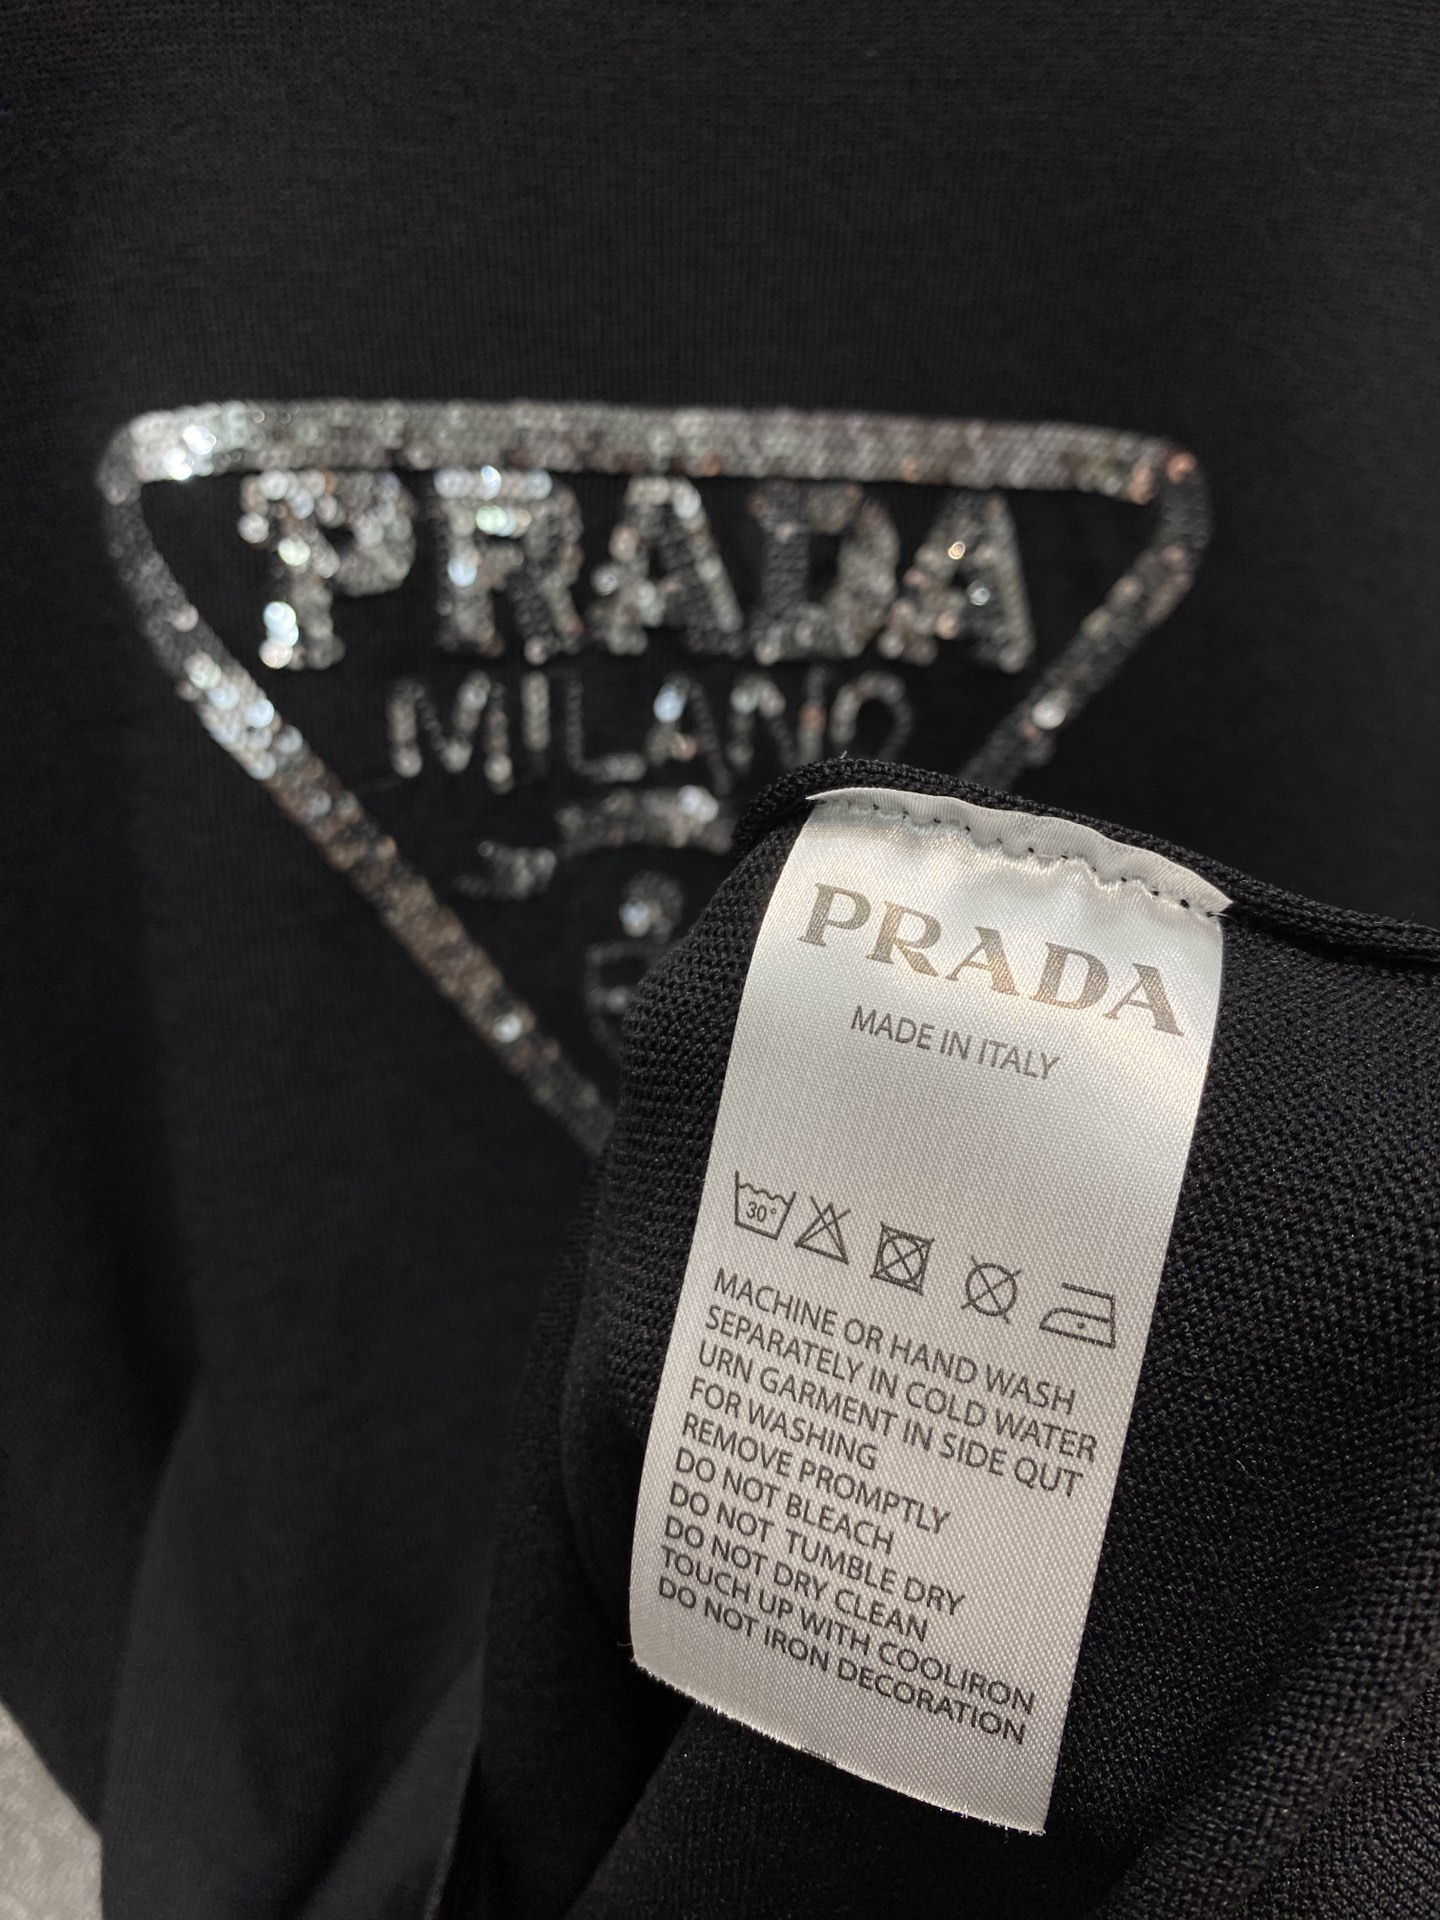 PRADA
MILANO
PRADA
MADE IN ITALY
30°
MACHINE OR HAND WASH
SEPARATELY IN COLD WATER
URN GARMENT IN SIDE QUT
FOR WASHING
REMOVE PROMPTLY
DO NOT BLEACH
DO NOT TUMBLE DRY
DO NOT DRY CLEAN
TOUCH UP WITH COOLIRON
DO NOT IRON DECORATION